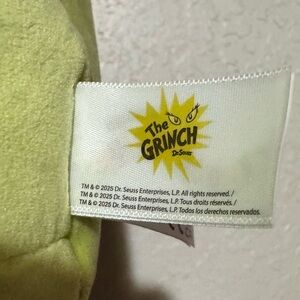 The
GRINCH
Dr. Seuss
TM & © 2025 Dr. Seuss Enterprises, L.P. All rights reserved. /
TM & © 2025 Dr. Seuss Enterprises, L.P. Tous droits réservés. /
TM & © 2025 Dr. Seuss Enterprises, L.P. Todos los derechos reservados.